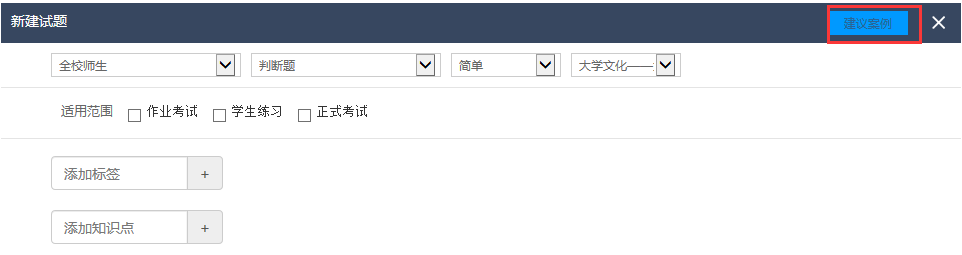 新建试题 建议案例
全校师生 判断题 简单 大学文化——
适用范围 作业考试 学生练习 正式考试
添加标签 +
添加知识点 +